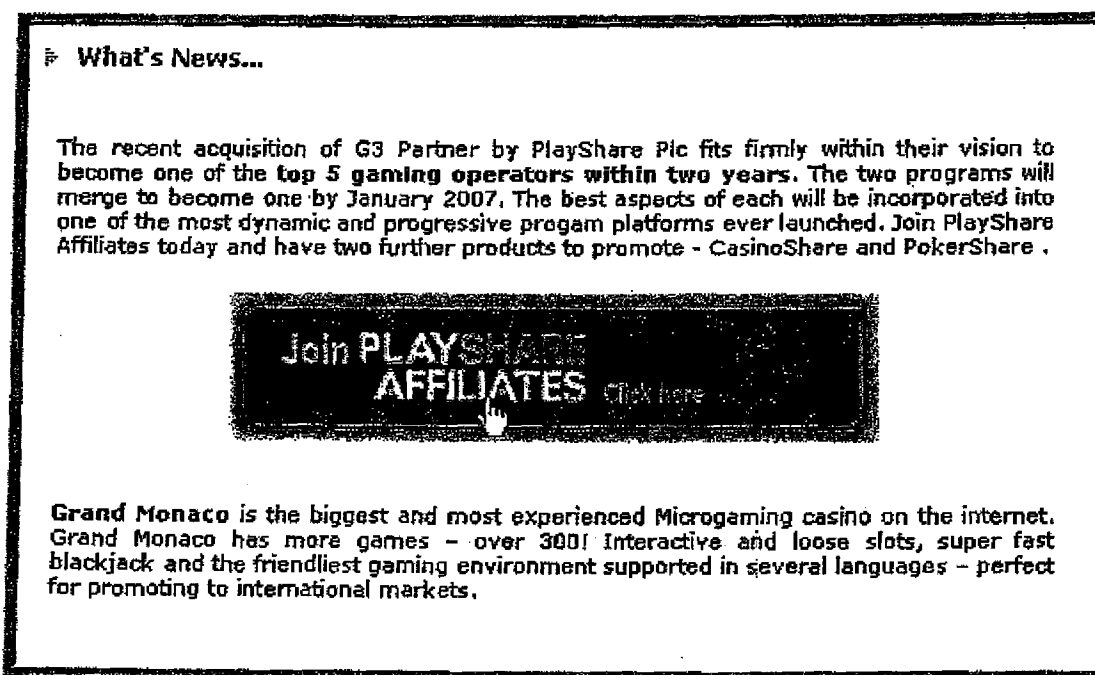 What's News...
The recent acquisition of G3 Partner by PlayShare Plc fits firmly within their vision to
become one of the top 5 gaming operators within two years. The two programs will
merge to become one by January 2007. The best aspects of each will be incorporated into
one of the most dynamic and progressive progam platforms ever launched. Join PlayShare
Affiliates today and have two further products to promote - CasinoShare and PokerShare .
Join PLAYSHARE
AFFILIATES Click here
Grand Monaco is the biggest and most experienced Microgaming casino on the internet.
Grand Monaco has more games – over 300! Interactive and loose slots, super fast
blackjack and the friendliest gaming environment supported in several languages – perfect
for promoting to international markets.